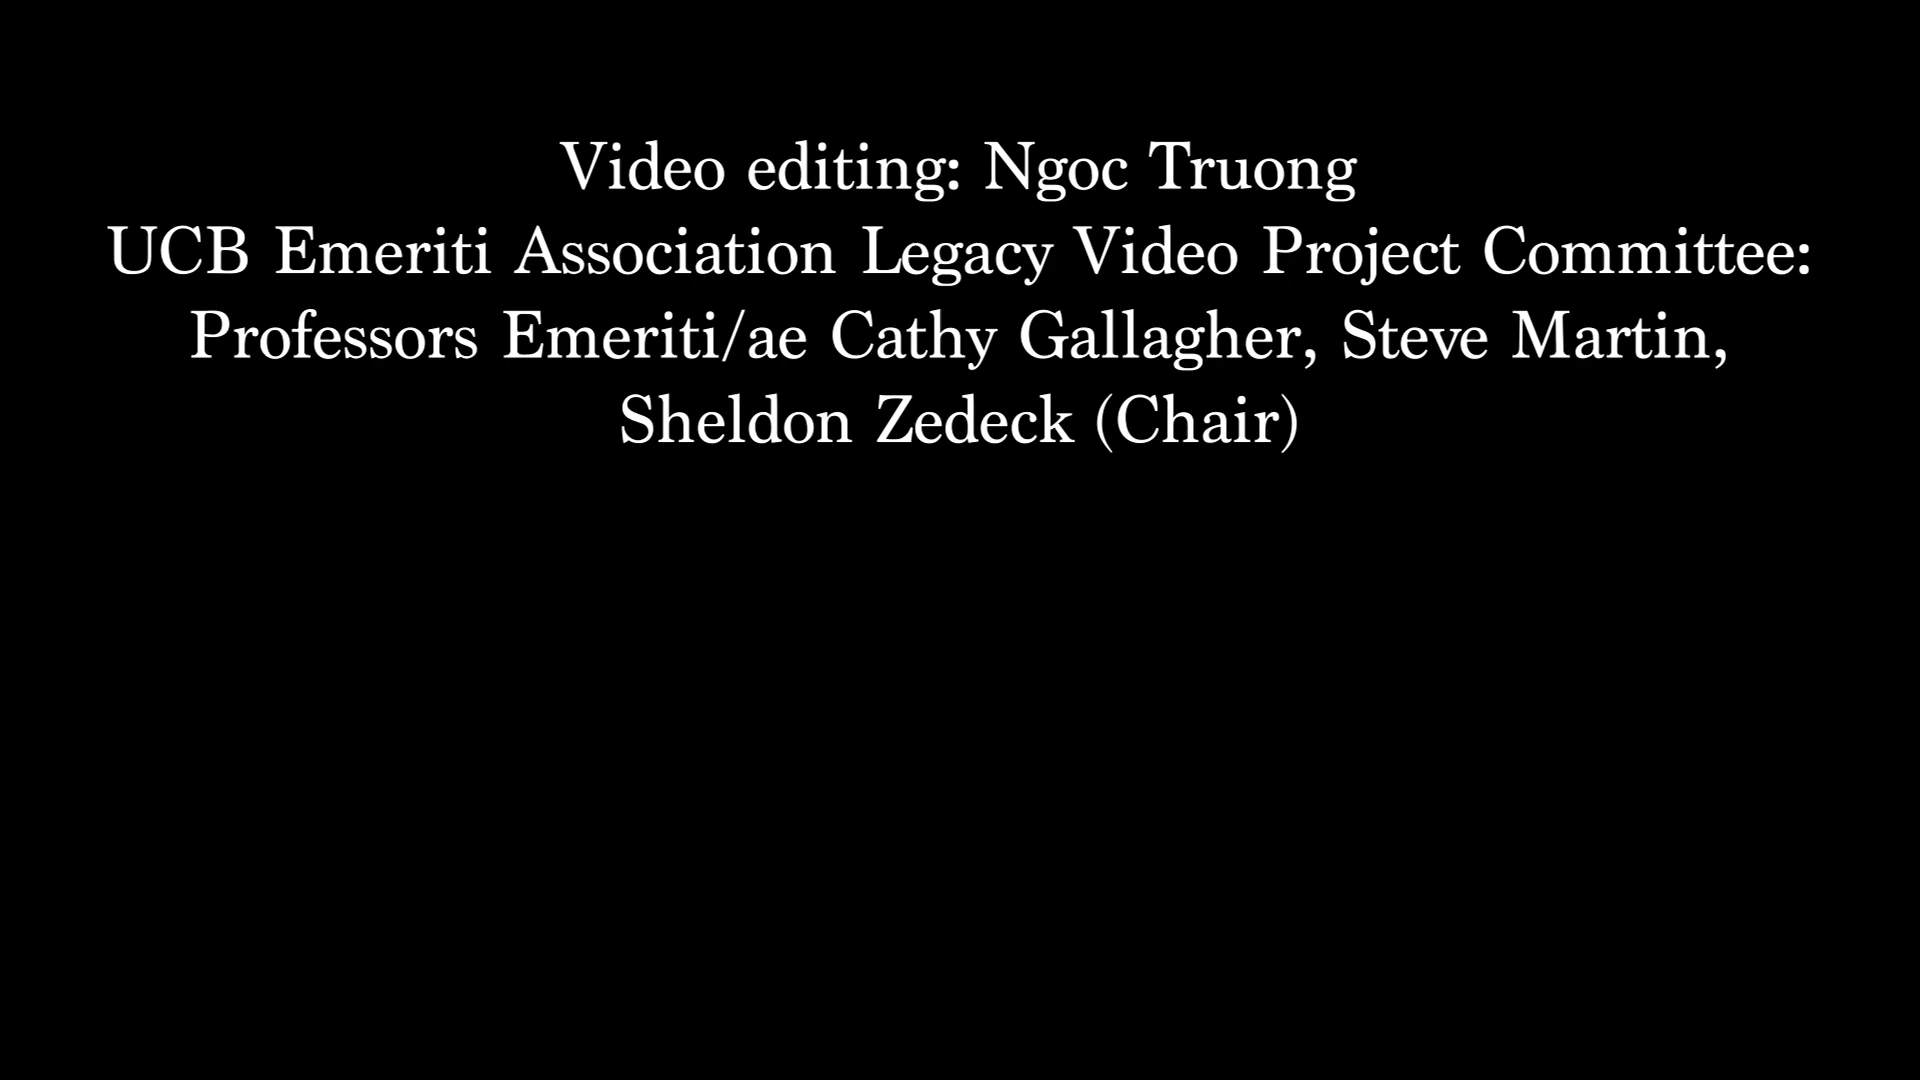 Video editing: Ngoc Truong
UCB Emeriti Association Legacy Video Project Committee:
Professors Emeriti/ae Cathy Gallagher, Steve Martin,
Sheldon Zedeck (Chair)